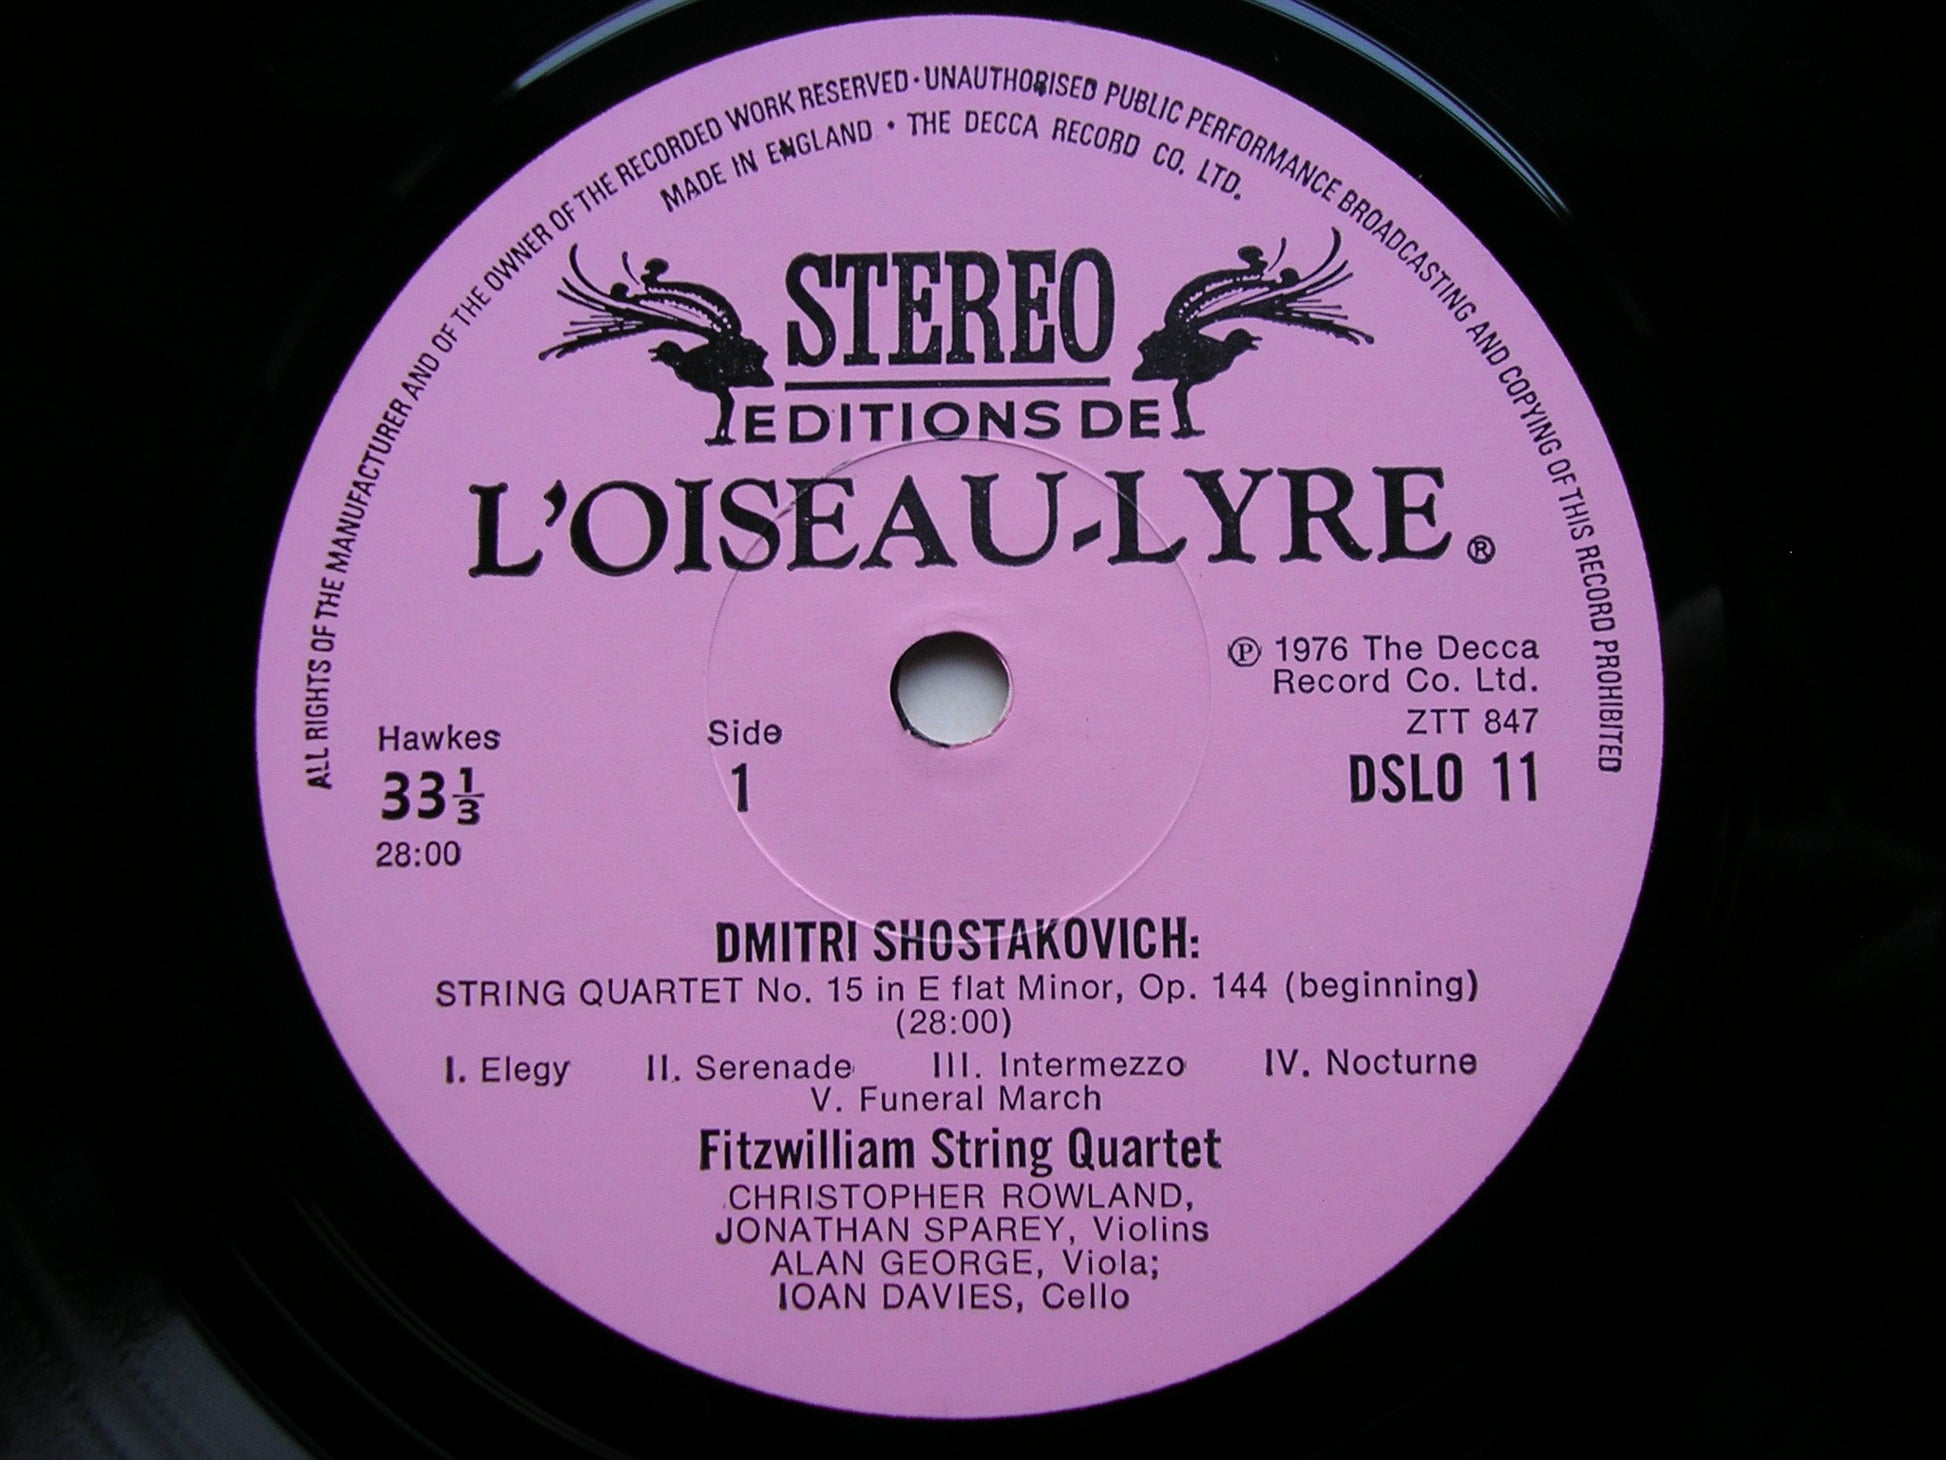 ALL RIGHTS OF THE MANUFACTURER AND OF THE OWNER OF THE RECORDED WORK RESERVED · UNAUTHORISED PUBLIC PERFORMANCE BROADCASTING AND COPYING OF THIS RECORD PROHIBITED
MADE IN ENGLAND • THE DECCA RECORD CO. LTD.
STEREO
EDITIONS DE
L'OISEAU-LYRE ®
℗ 1976 The Decca
Record Co. Ltd.
ZTT 847
DSLO 11
Hawkes
33⅓
28:00
Side
1
DMITRI SHOSTAKOVICH:
STRING QUARTET No. 15 in E flat Minor, Op. 144 (beginning)
(28:00)
I. Elegy II. Serenade III. Intermezzo IV. Nocturne
V. Funeral March
Fitzwilliam String Quartet
CHRISTOPHER ROWLAND,
JONATHAN SPAREY, Violins
ALAN GEORGE, Viola;
IOAN DAVIES, Cello